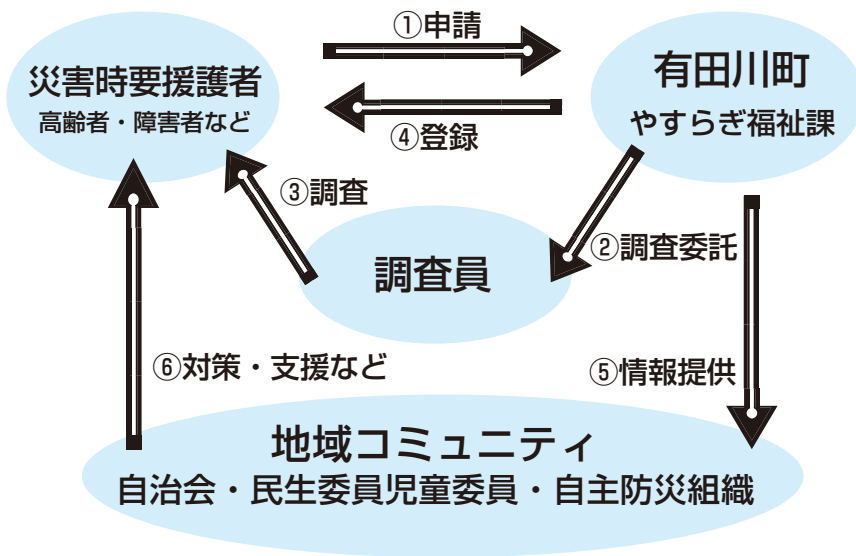 ①申請
災害時要援護者
高齢者・障害者など
有田川町
やすらぎ福祉課
④登録
③調査
②調査委託
調査員
⑥対策・支援など
⑤情報提供
地域コミュニティ
自治会・民生委員児童委員・自主防災組織